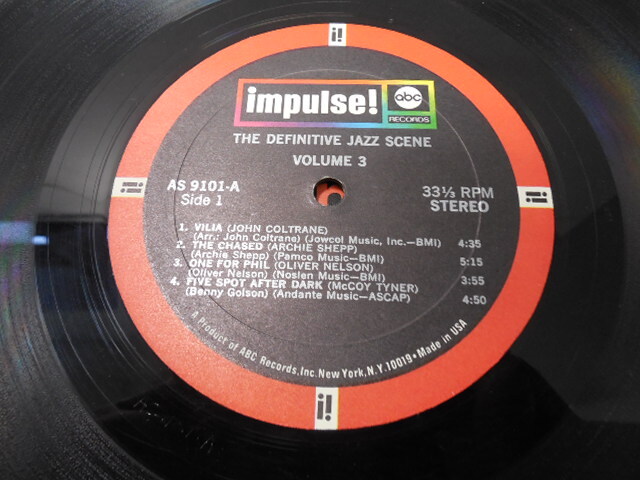 i!
impulse! abc
RECORDS
THE DEFINITIVE JAZZ SCENE
VOLUME 3
AS 9101-A
Side 1
33⅓ RPM
STEREO
i!
i!
1. VILIA (JOHN COLTRANE)
(Arr: John Coltrane) (Jowcol Music, Inc.—BMI) 4:35
2. THE CHASED (ARCHIE SHEPP)
(Archie Shepp) (Pamco Music—BMI) 5:15
3. ONE FOR PHIL (OLIVER NELSON)
(Oliver Nelson) (Noslen Music—BMI) 3:55
4. FIVE SPOT AFTER DARK (McCOY TYNER)
(Benny Golson) (Andante Music—ASCAP) 4:50
A Product of ABC Records, Inc. New York, N.Y. 10019 • Made in USA
i!